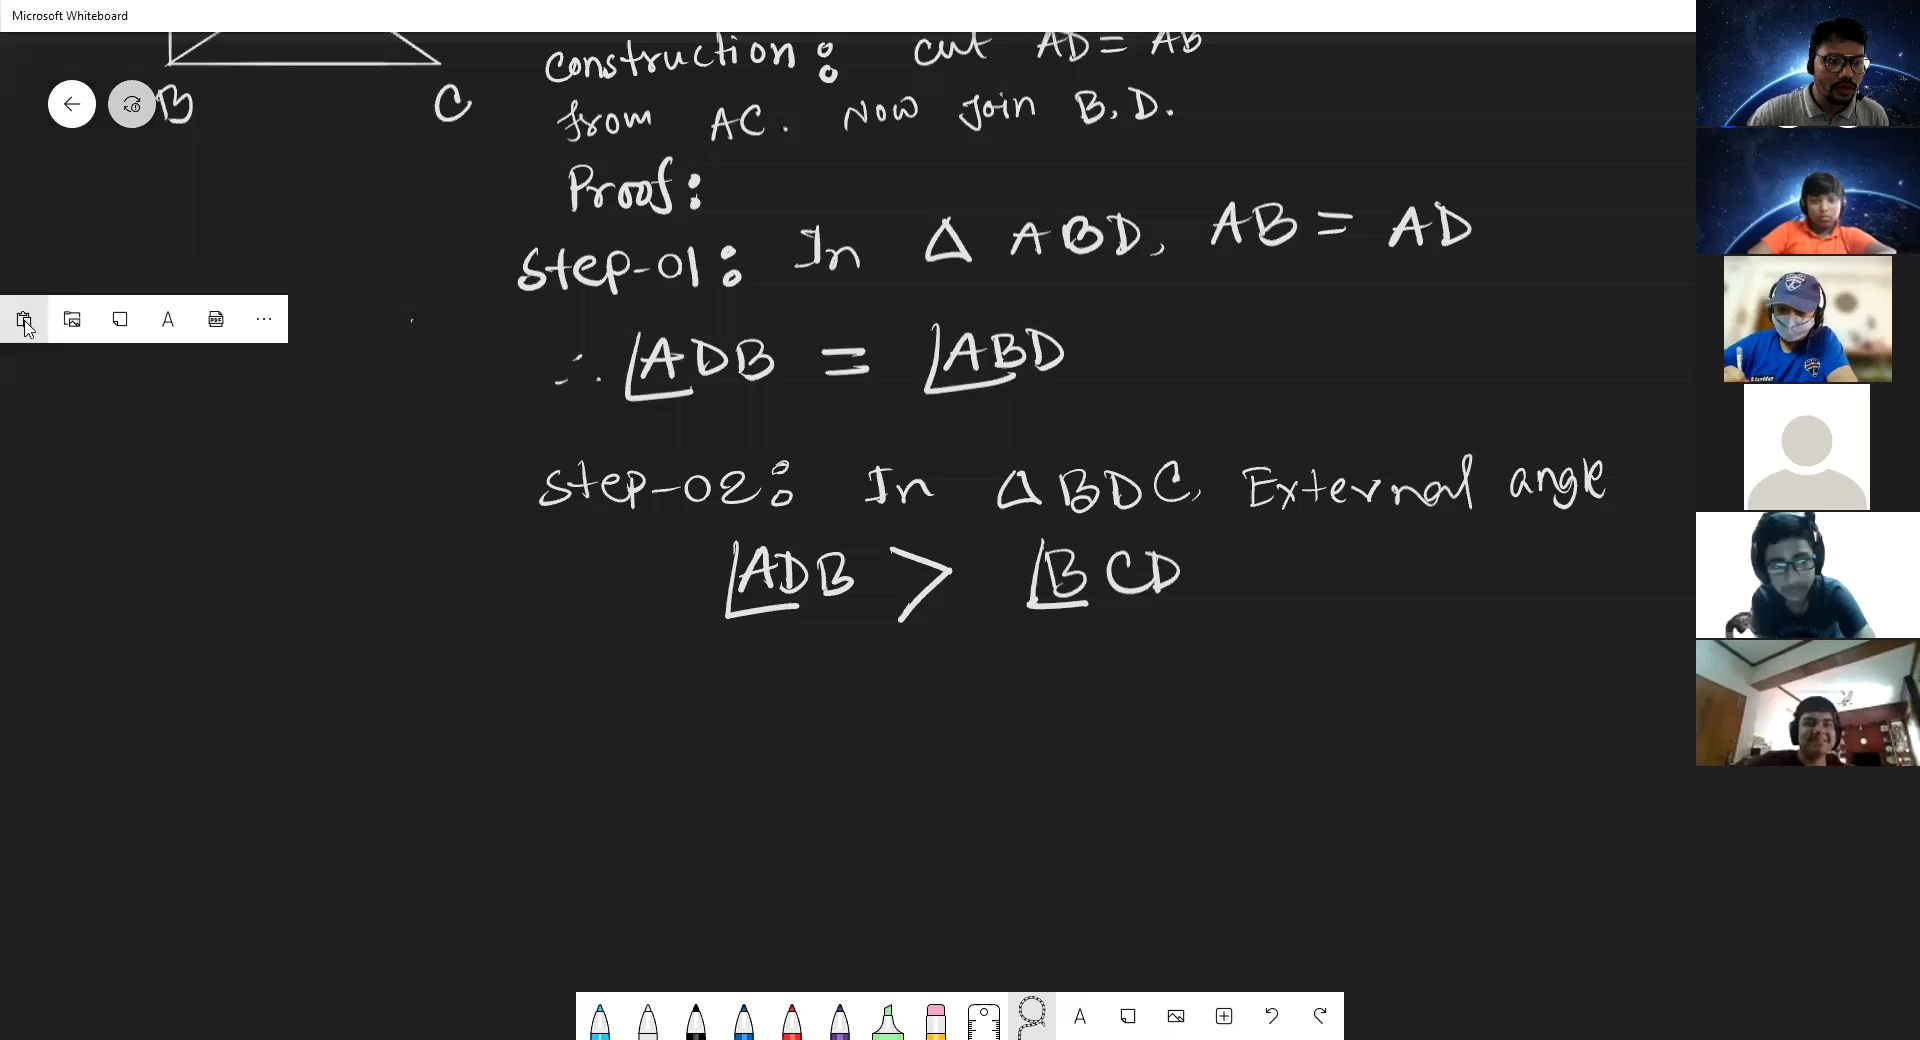 Microsoft Whiteboard
B C
construction: cut AD = AB
from AC. Now Join B, D.
Proof:
Step-01: In Δ ABD, AB = AD
∴ ∠ADB = ∠ABD
Step-02: In Δ BDC, External angle
∠ADB > ∠BCD